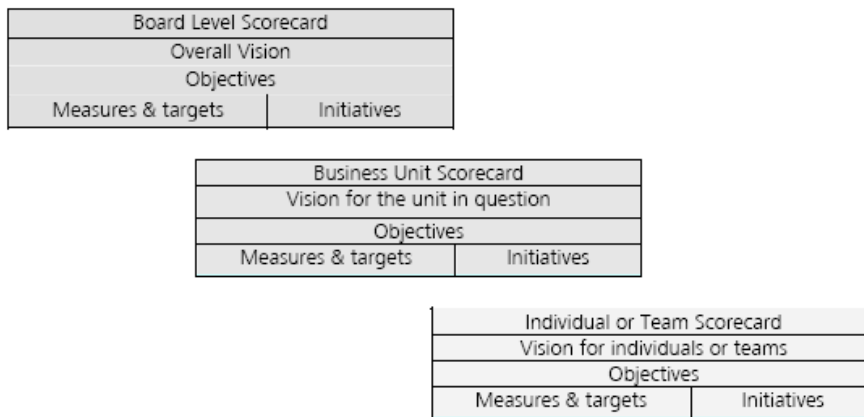 Board Level Scorecard
Overall Vision
Objectives
Measures & targets Initiatives
Business Unit Scorecard
Vision for the unit in question
Objectives
Measures & targets Initiatives
Individual or Team Scorecard
Vision for individuals or teams
Objectives
Measures & targets Initiatives